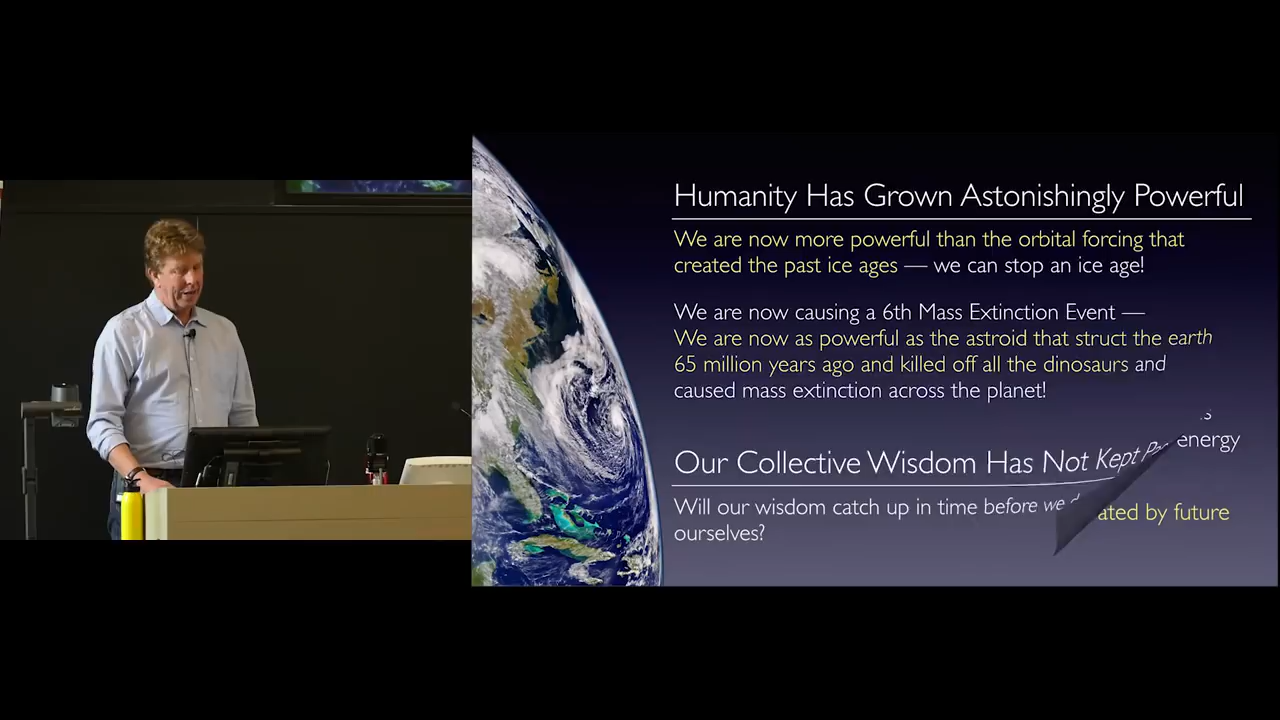 Humanity Has Grown Astonishingly Powerful
We are now more powerful than the orbital forcing that
created the past ice ages — we can stop an ice age!
We are now causing a 6th Mass Extinction Event —
We are now as powerful as the astroid that struct the earth
65 million years ago and killed off all the dinosaurs and
caused mass extinction across the planet!
energy
Our Collective Wisdom Has Not Kept
Will our wisdom catch up in time before we
by future
ourselves?